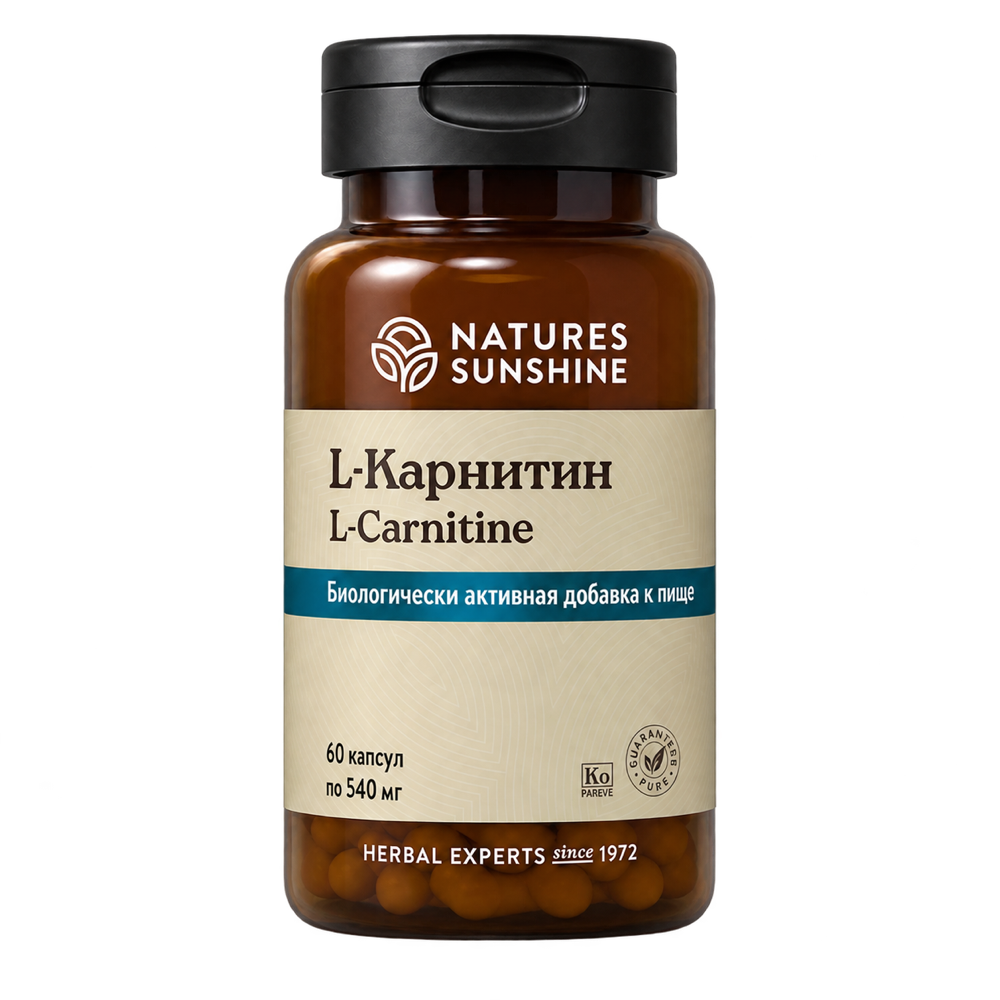 NATURES
SUNSHINE
L-Карнитин
L-Carnitine
Биологически активная добавка к пище
60 капсул
по 540 мг
Ko
PAREVE
GUARANTEES
PURE
HERBAL EXPERTS since 1972